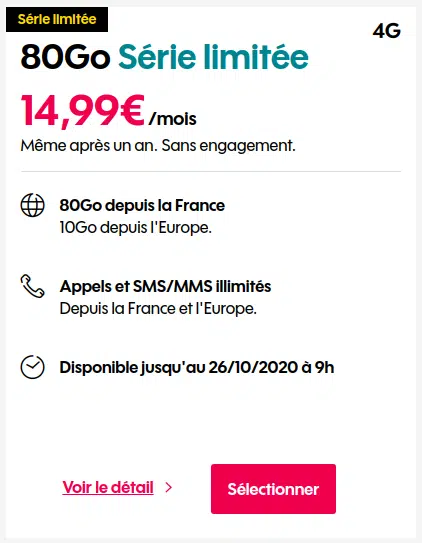 Série limitée
4G
80Go Série limitée
14,99€/mois
Même après un an. Sans engagement.
80Go depuis la France
10Go depuis l'Europe.
Appels et SMS/MMS illimités
Depuis la France et l'Europe.
Disponible jusqu'au 26/10/2020 à 9h
Voir le détail
Sélectionner